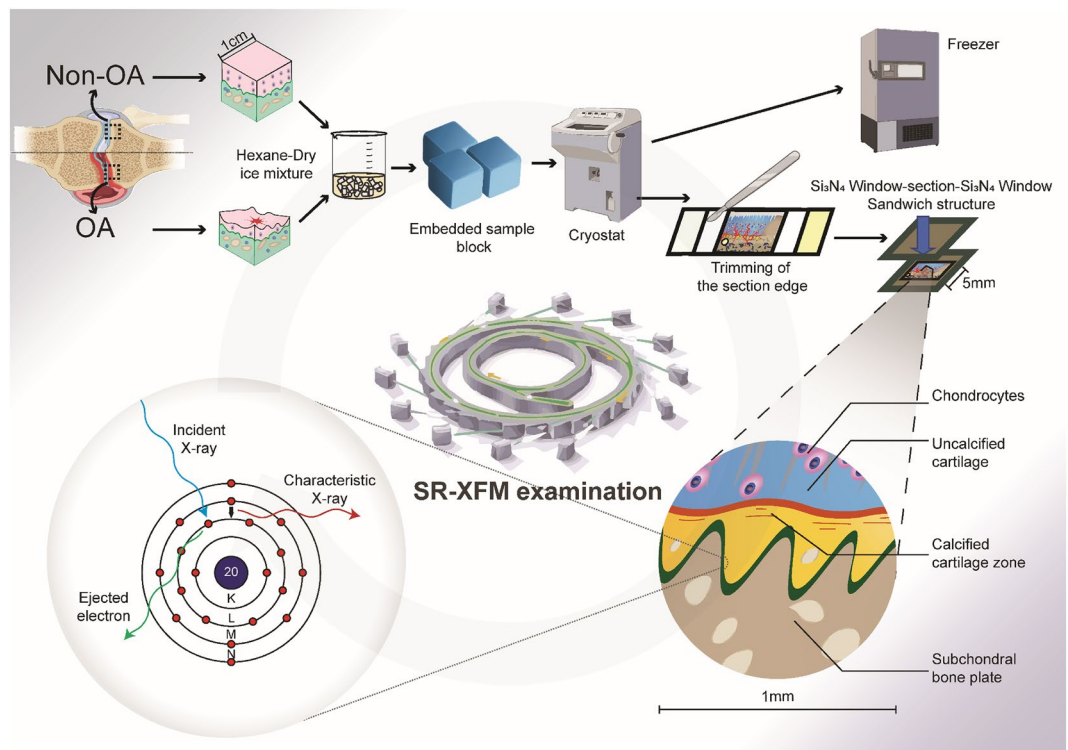 Non-OA
1cm
OA
Hexane-Dry
ice mixture
Embedded sample
block
Cryostat
Freezer
Trimming of
the section edge
Si₃N₄ Window-section-Si₃N₄ Window
Sandwich structure
5mm
SR-XFM examination
Incident
X-ray
Characteristic
X-ray
Ejected
electron
20
K
L
M
N
Chondrocytes
Uncalcified
cartilage
Calcified
cartilage zone
Subchondral
bone plate
1mm